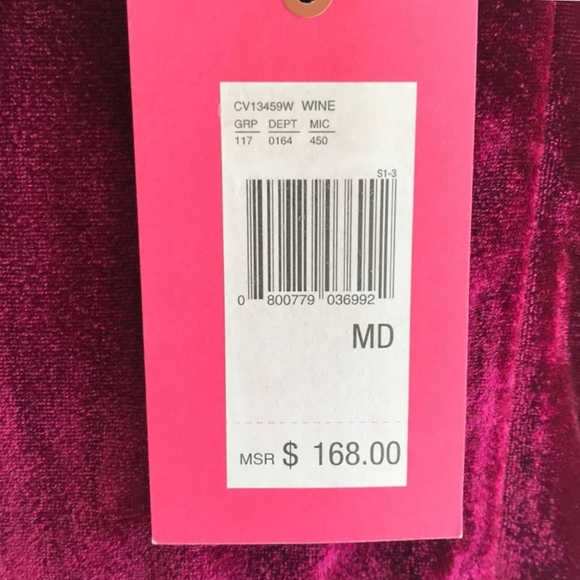 CV13459W WINE
GRP DEPT MIC
117 0164 450
S1-3
0 800779 036992
MD
MSR $ 168.00